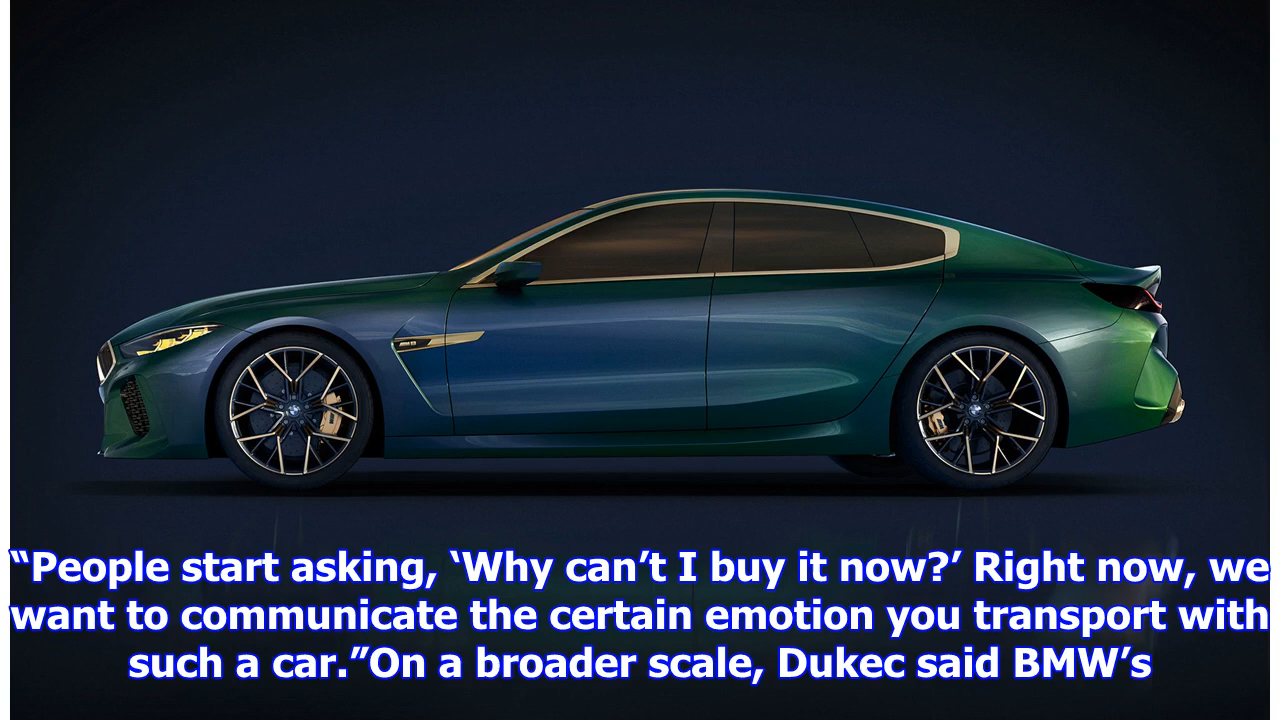 “People start asking, ‘Why can’t I buy it now?’ Right now, we
want to communicate the certain emotion you transport with
such a car.”On a broader scale, Dukec said BMW’s